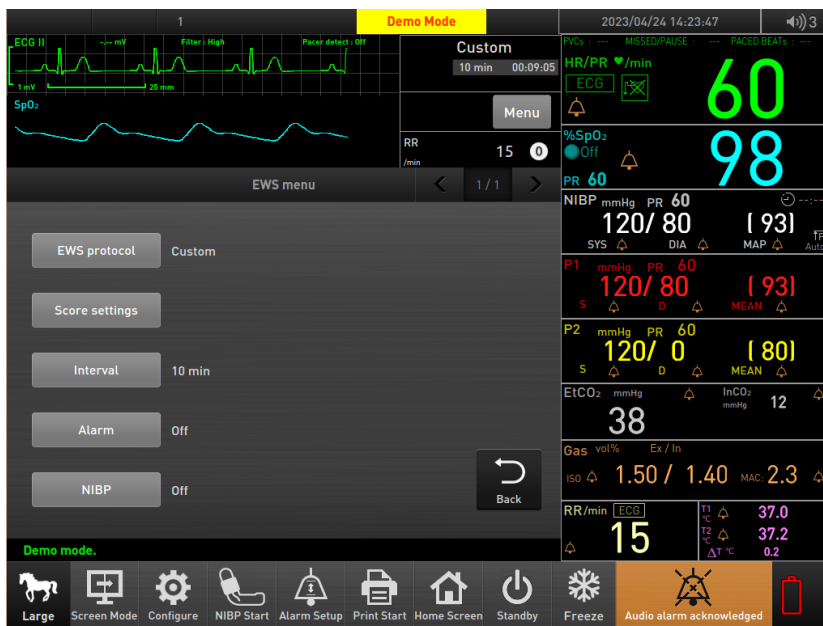 1
Demo Mode
2023/04/24 14:23:47
3
ECG II
-.-- mV
Filter : High
Pacer detect : Off
1 mV
25 mm
SpO₂
Custom
10 min 00:09:05
Menu
RR
/min
15 0
EWS menu
1/1
EWS protocol Custom
Score settings
Interval 10 min
Alarm Off
NIBP Off
Back
Demo mode.
PVCs : --- MISSED/PAUSE : --- PACED BEATs : ---
HR/PR /min
ECG
60
%SpO₂
Off
98
PR 60
NIBP mmHg PR 60 --:--
120/ 80 ( 93)
SYS DIA MAP Auto
P1 mmHg PR 60
120/ 80 ( 93)
S D MEAN
P2 mmHg PR 60
120/ 0 ( 80)
S D MEAN
EtCO₂ mmHg
38
InCO₂
mmHg 12
Gas vol% Ex / In
ISO 1.50 / 1.40 MAC: 2.3
RR/min ECG
15
T1 °C 37.0
T2 °C 37.2
ΔT °C 0.2
Large
Screen Mode
Configure
NIBP Start
Alarm Setup
Print Start
Home Screen
Standby
Freeze
Audio alarm acknowledged